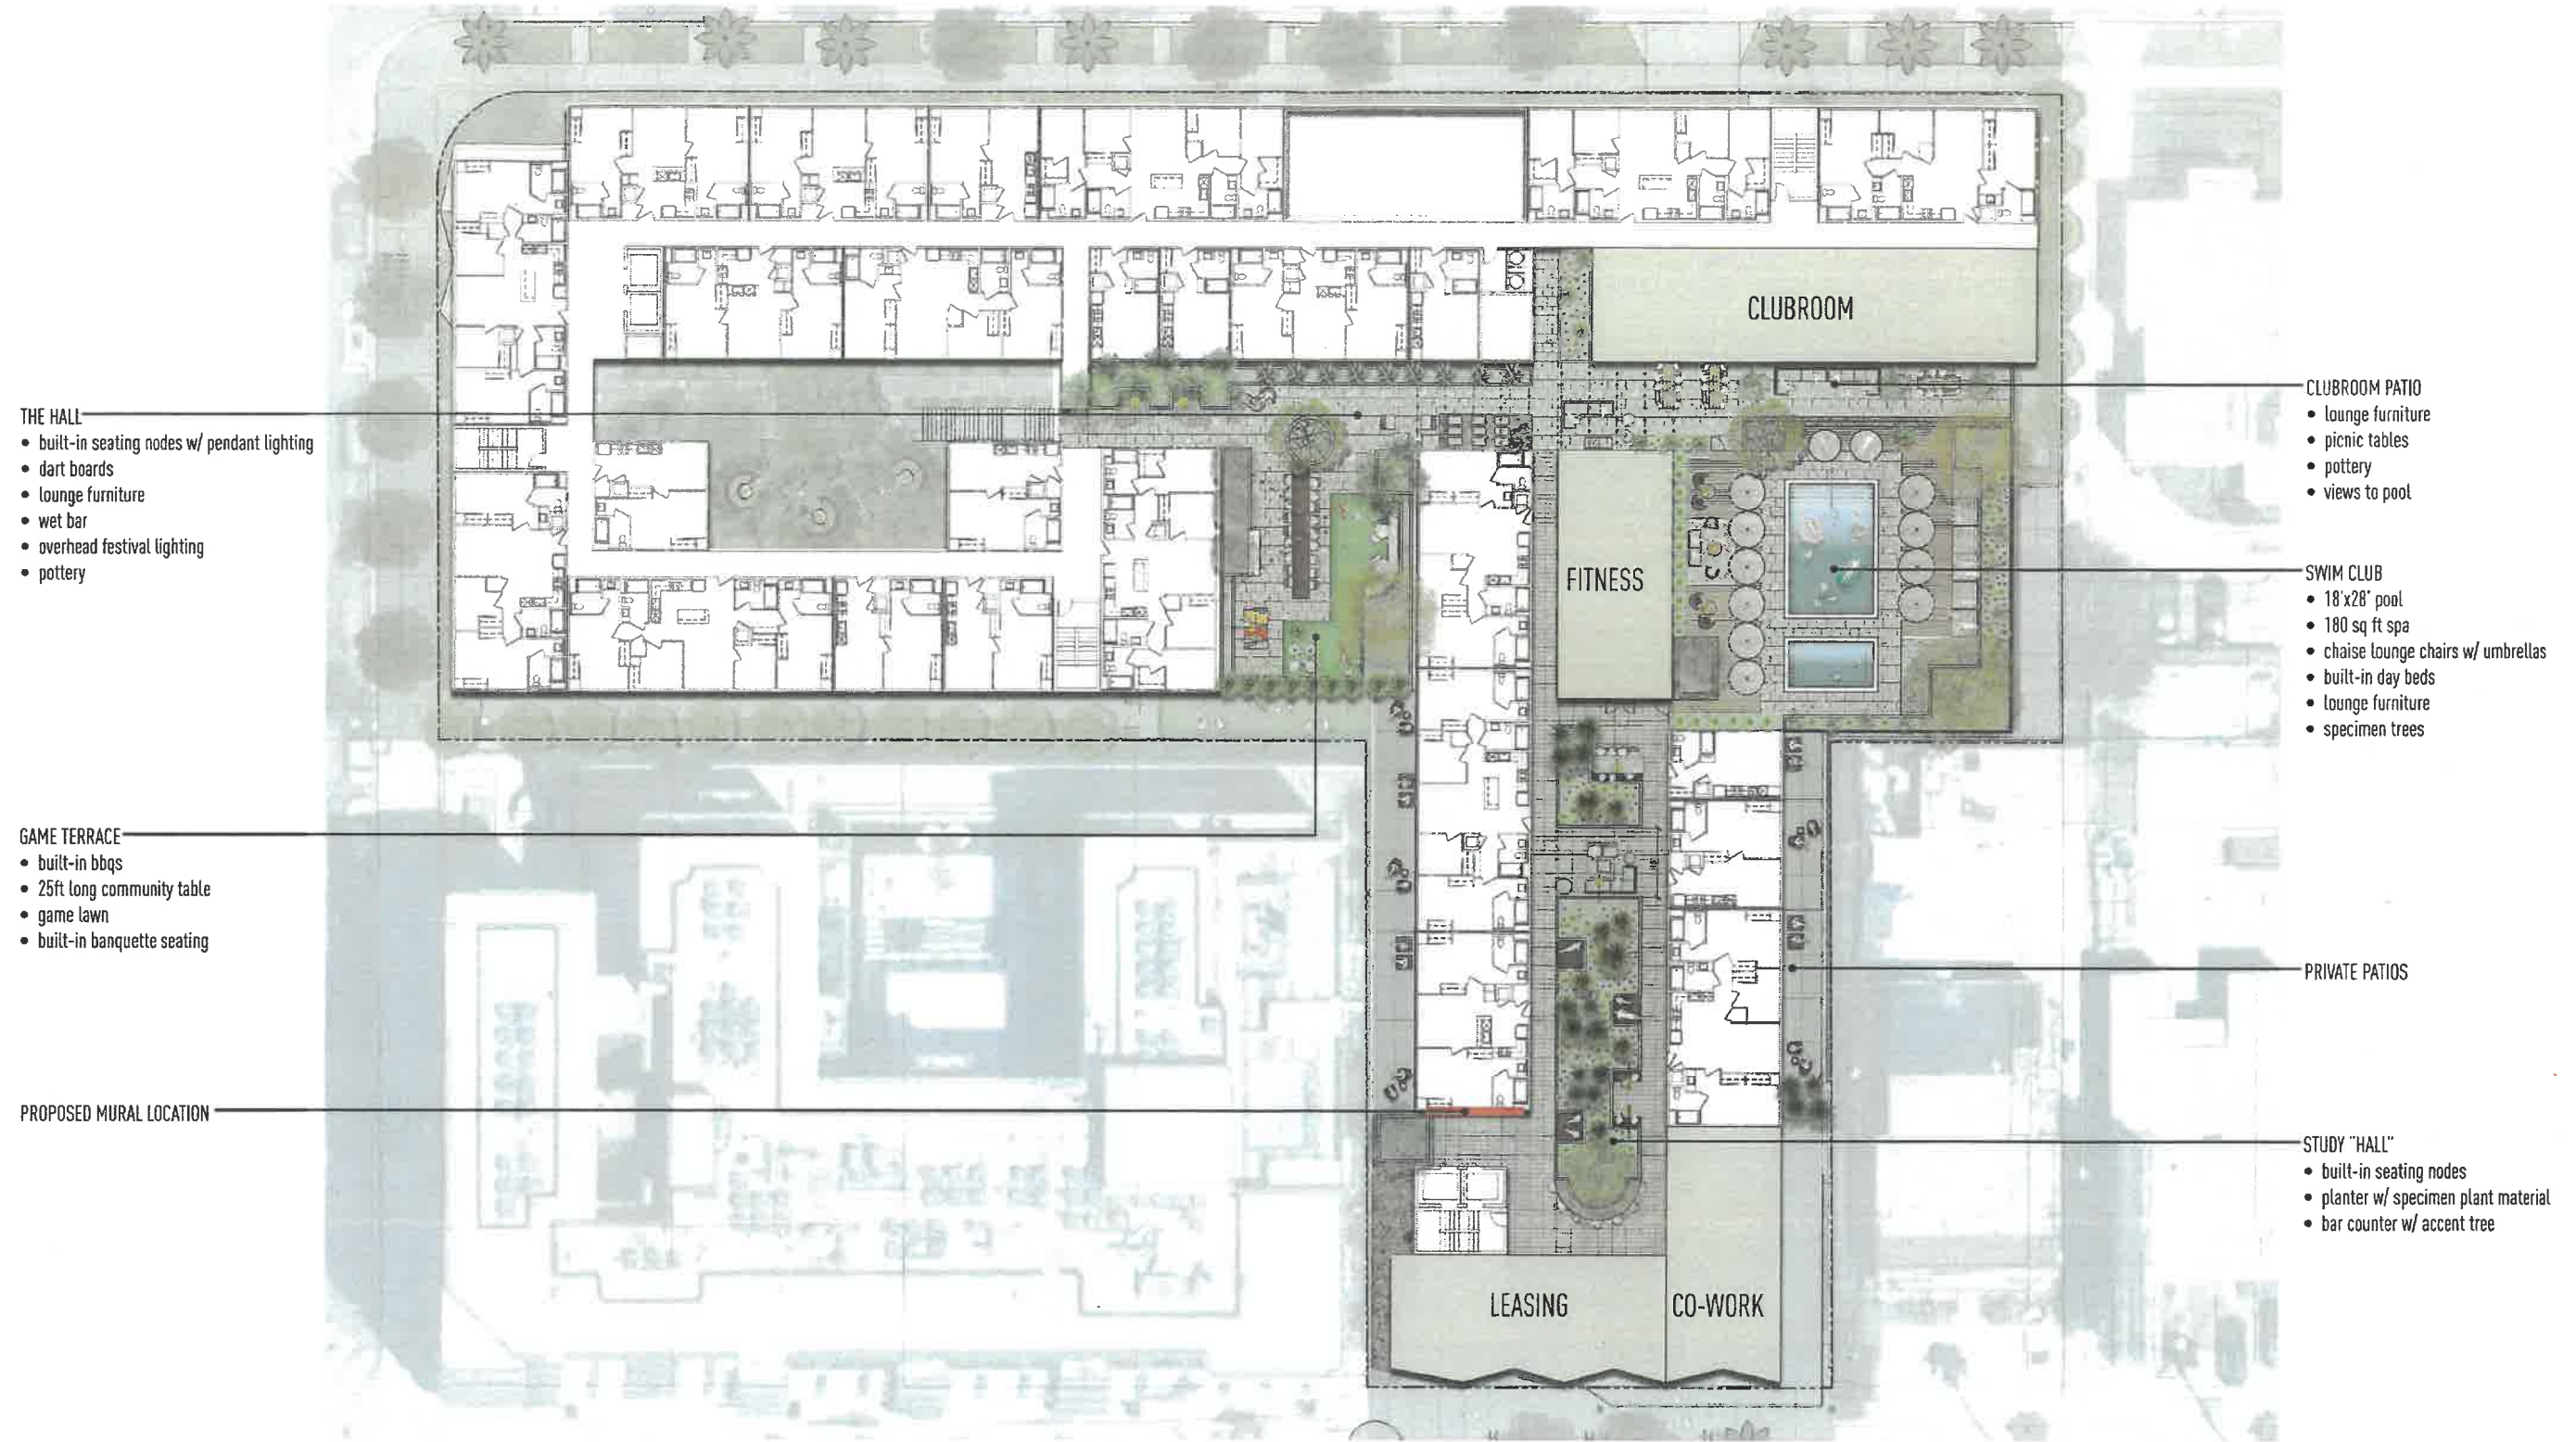 THE HALL
• built-in seating nodes w/ pendant lighting
• dart boards
• lounge furniture
• wet bar
• overhead festival lighting
• pottery
GAME TERRACE
• built-in bbqs
• 25ft long community table
• game lawn
• built-in banquette seating
PROPOSED MURAL LOCATION
CLUBROOM
FITNESS
LEASING
CO-WORK
CLUBROOM PATIO
• lounge furniture
• picnic tables
• pottery
• views to pool
SWIM CLUB
• 18'x28' pool
• 180 sq ft spa
• chaise lounge chairs w/ umbrellas
• built-in day beds
• lounge furniture
• specimen trees
PRIVATE PATIOS
STUDY "HALL"
• built-in seating nodes
• planter w/ specimen plant material
• bar counter w/ accent tree